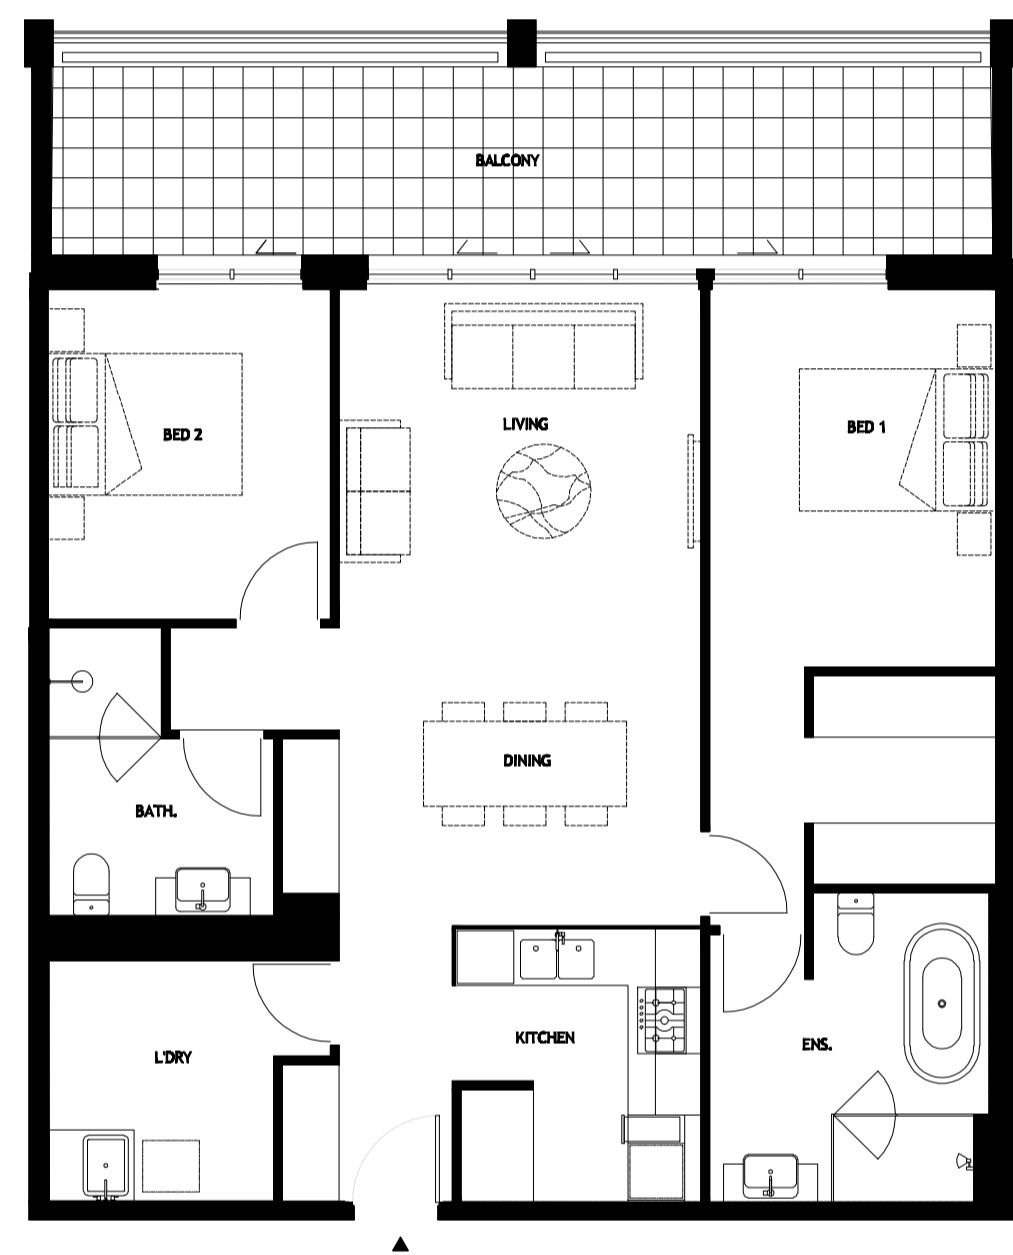 BALCONY
BED 2
LIVING
BED 1
DINING
BATH.
KITCHEN
ENS.
L'DRY